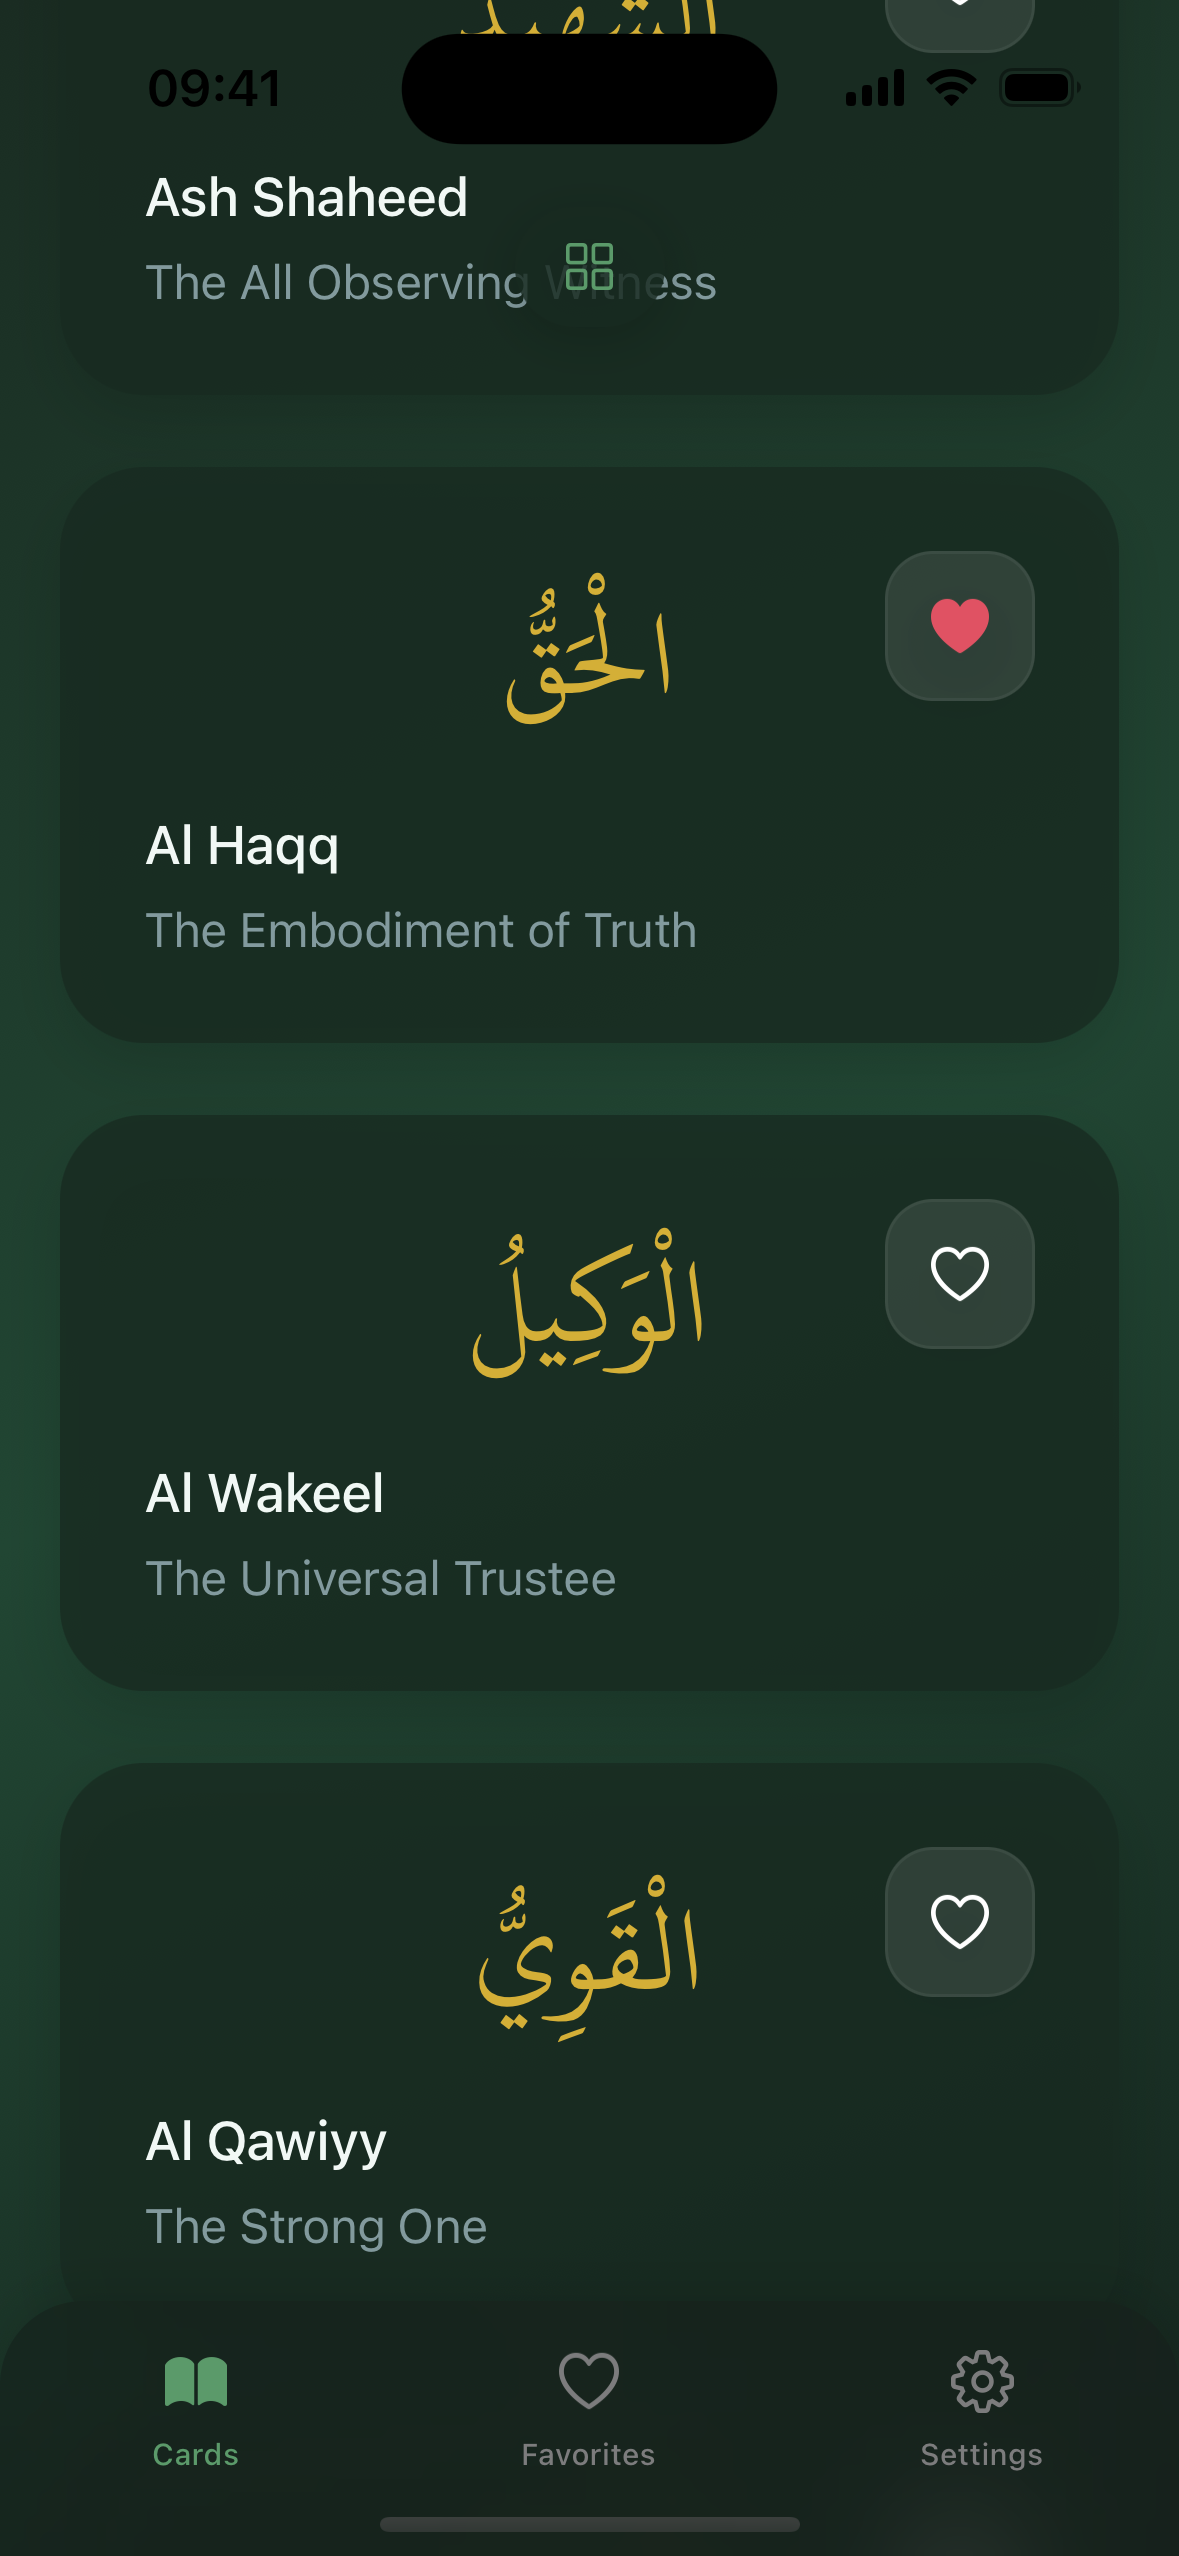 09:41
Ash Shaheed
The All Observing Witness
الْحَقُّ
Al Haqq
The Embodiment of Truth
الْوَكِيلُ
Al Wakeel
The Universal Trustee
الْقَوِيُّ
Al Qawiyy
The Strong One
Cards
Favorites
Settings